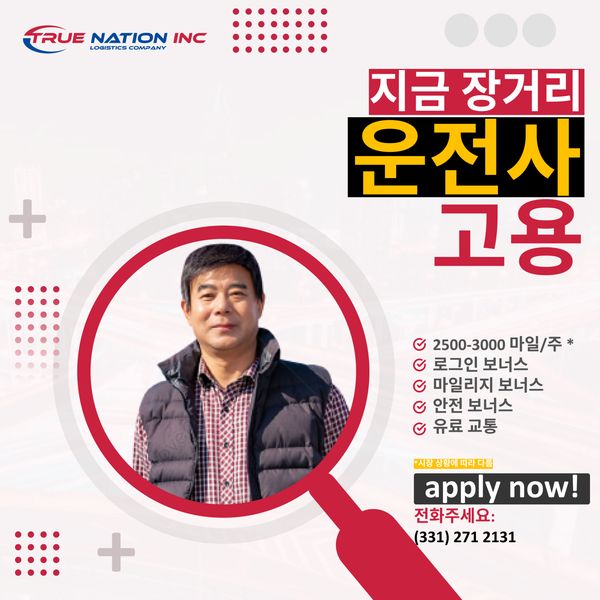 TRUE NATION INC
LOGISTICS COMPANY
지금 장거리
운전사
고용
2500-3000 마일/주 *
로그인 보너스
마일리지 보너스
안전 보너스
유료 교통
*시장 상황에 따라 다름
apply now!
전화주세요:
(331) 271 2131